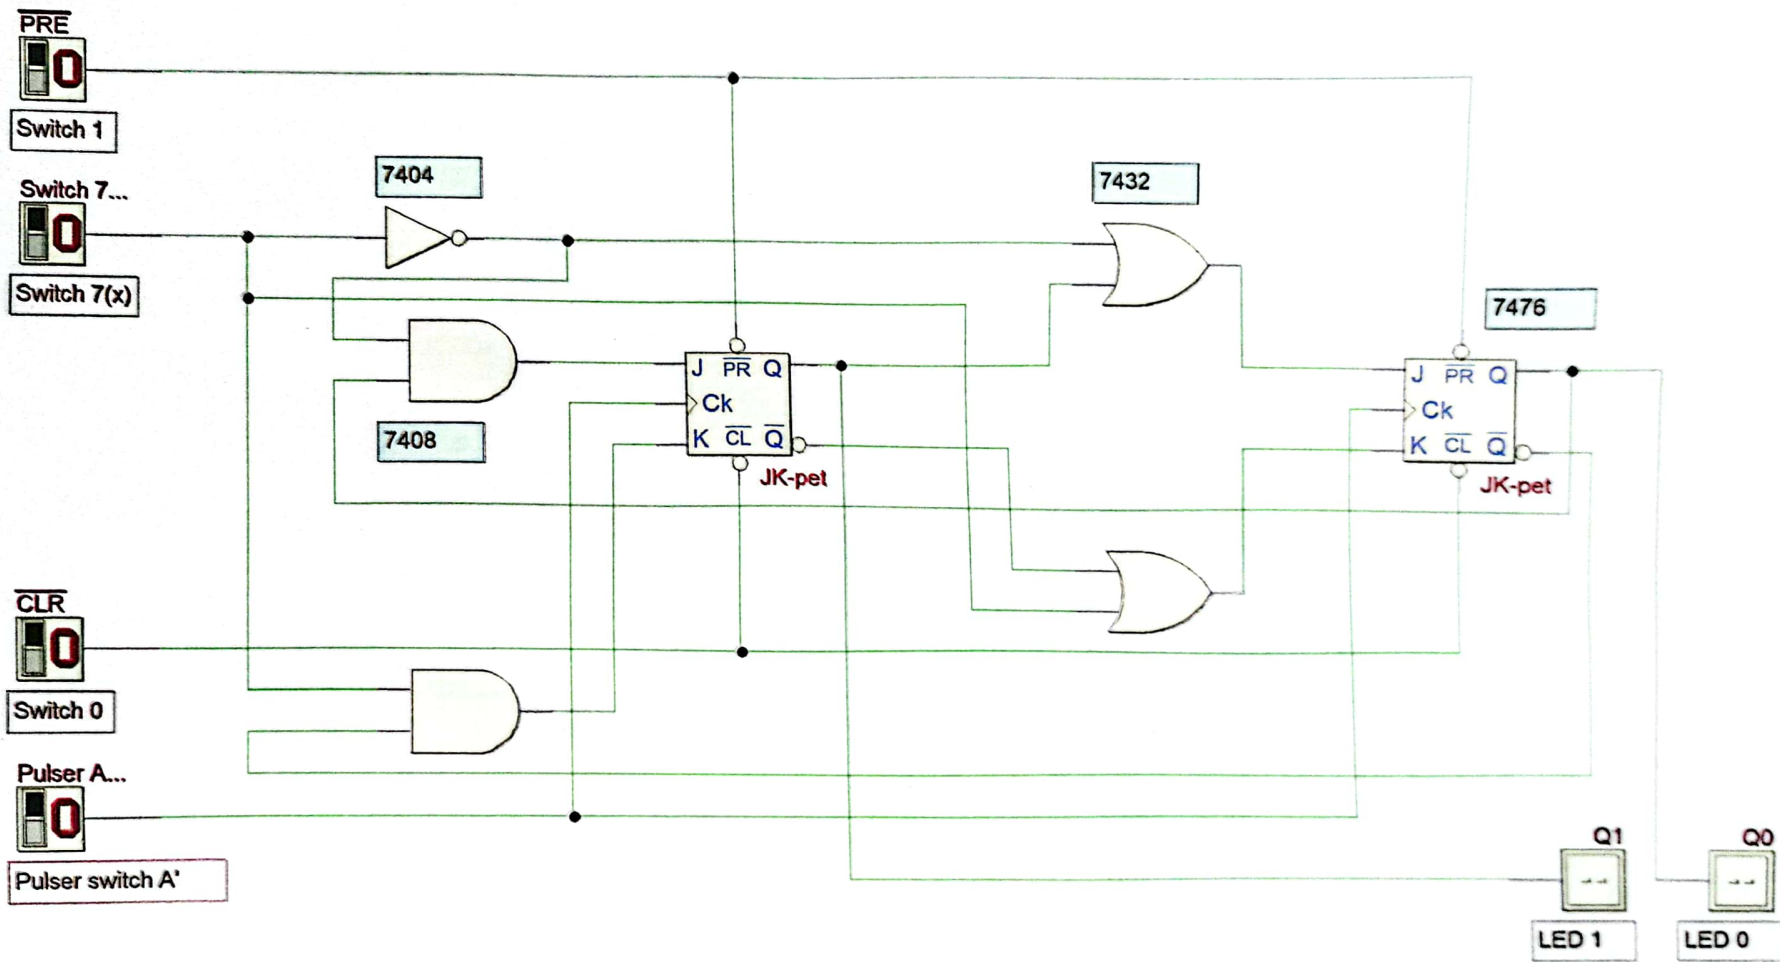 PRE
0
Switch 1
Switch 7...
0
Switch 7(x)
7404
7432
7476
7408
J PR Q
Ck
K CL Q
JK-pet
J PR Q
Ck
K CL Q
JK-pet
CLR
0
Switch 0
Pulser A...
0
Pulser switch A'
Q1
Q0
--
--
LED 1
LED 0